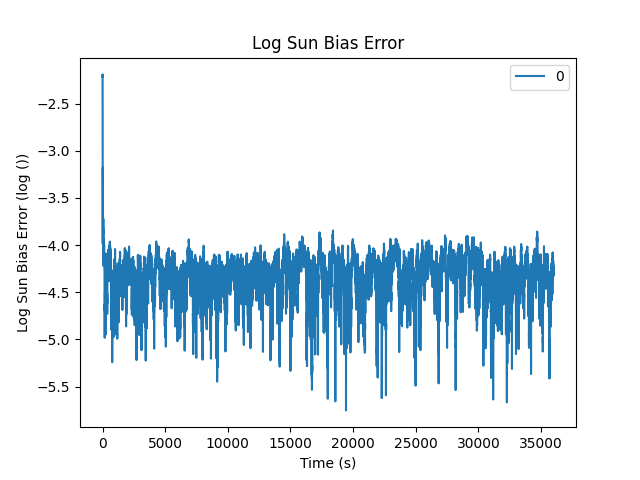 Log Sun Bias Error
0
−2.5
−3.0
−3.5
−4.0
−4.5
−5.0
−5.5
Log Sun Bias Error (log ())
0 5000 10000 15000 20000 25000 30000 35000
Time (s)